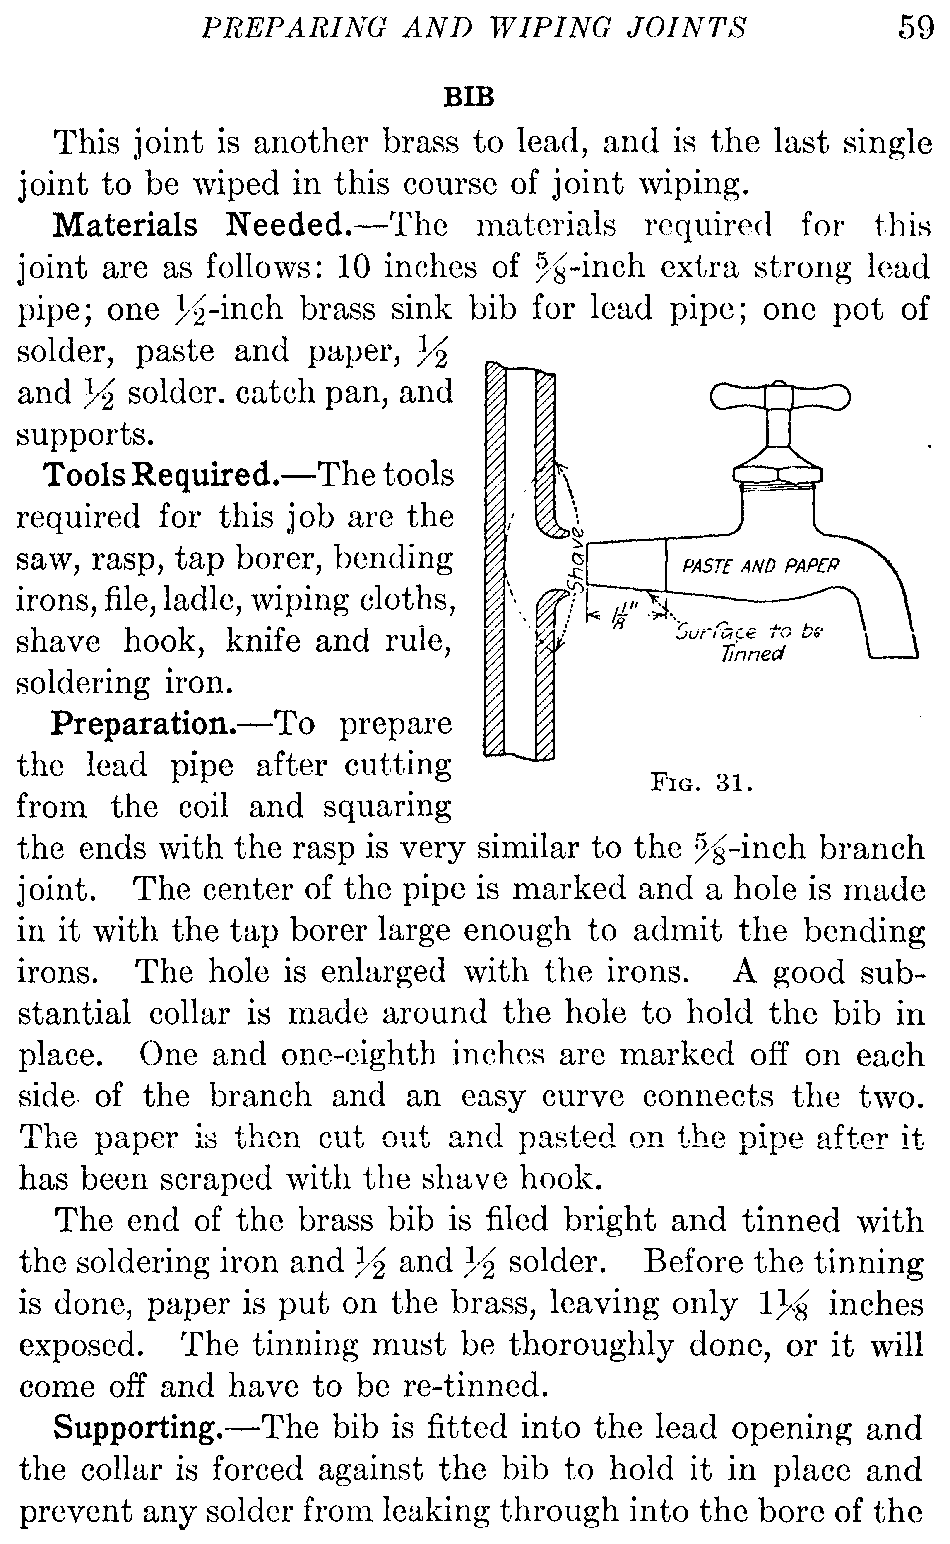 PREPARING AND WIPING JOINTS 59
BIB
This joint is another brass to lead, and is the last single
joint to be wiped in this course of joint wiping.
Materials Needed.—The materials required for this
joint are as follows: 10 inches of ⅝-inch extra strong lead
pipe; one ½-inch brass sink bib for lead pipe; one pot of
solder, paste and paper, ½
and ½ solder. catch pan, and
supports.
Tools Required.—The tools
required for this job are the
saw, rasp, tap borer, bending
irons, file, ladle, wiping cloths,
shave hook, knife and rule,
soldering iron.
Preparation.—To prepare
the lead pipe after cutting
from the coil and squaring
Shave
PASTE AND PAPER
1⅛"
Surface to be
Tinned
FIG. 31.
the ends with the rasp is very similar to the ⅝-inch branch
joint. The center of the pipe is marked and a hole is made
in it with the tap borer large enough to admit the bending
irons. The hole is enlarged with the irons. A good sub-
stantial collar is made around the hole to hold the bib in
place. One and one-eighth inches are marked off on each
side of the branch and an easy curve connects the two.
The paper is then cut out and pasted on the pipe after it
has been scraped with the shave hook.
The end of the brass bib is filed bright and tinned with
the soldering iron and ½ and ½ solder. Before the tinning
is done, paper is put on the brass, leaving only 1⅛ inches
exposed. The tinning must be thoroughly done, or it will
come off and have to be re-tinned.
Supporting.—The bib is fitted into the lead opening and
the collar is forced against the bib to hold it in place and
prevent any solder from leaking through into the bore of the